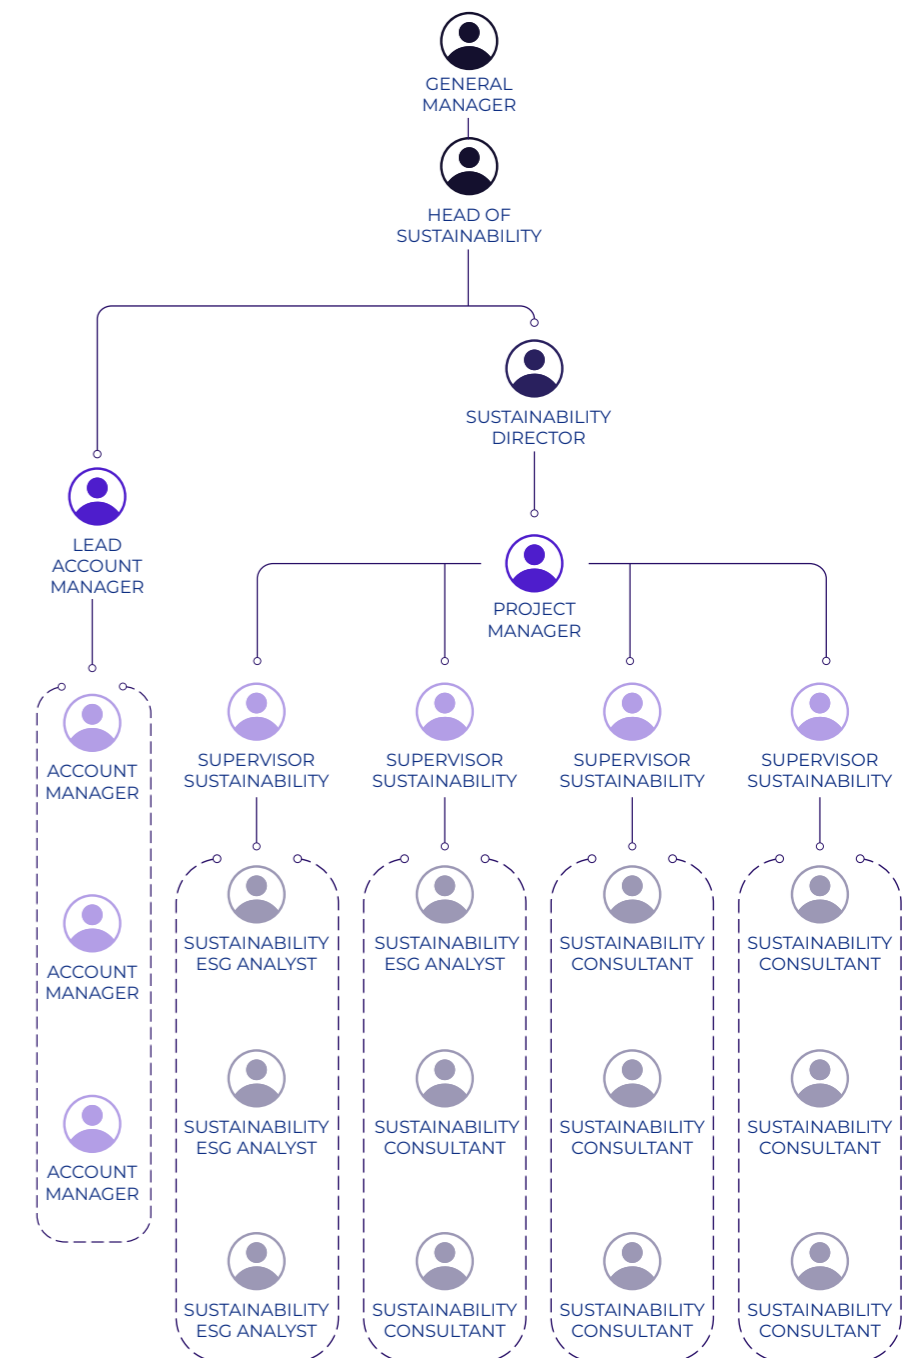 GENERAL
MANAGER
HEAD OF
SUSTAINABILITY
SUSTAINABILITY
DIRECTOR
LEAD
ACCOUNT
MANAGER
PROJECT
MANAGER
ACCOUNT
MANAGER
ACCOUNT
MANAGER
ACCOUNT
MANAGER
SUPERVISOR
SUSTAINABILITY
SUSTAINABILITY
ESG ANALYST
SUSTAINABILITY
ESG ANALYST
SUSTAINABILITY
ESG ANALYST
SUPERVISOR
SUSTAINABILITY
SUSTAINABILITY
ESG ANALYST
SUSTAINABILITY
CONSULTANT
SUSTAINABILITY
CONSULTANT
SUPERVISOR
SUSTAINABILITY
SUSTAINABILITY
CONSULTANT
SUSTAINABILITY
CONSULTANT
SUSTAINABILITY
CONSULTANT
SUPERVISOR
SUSTAINABILITY
SUSTAINABILITY
CONSULTANT
SUSTAINABILITY
CONSULTANT
SUSTAINABILITY
CONSULTANT